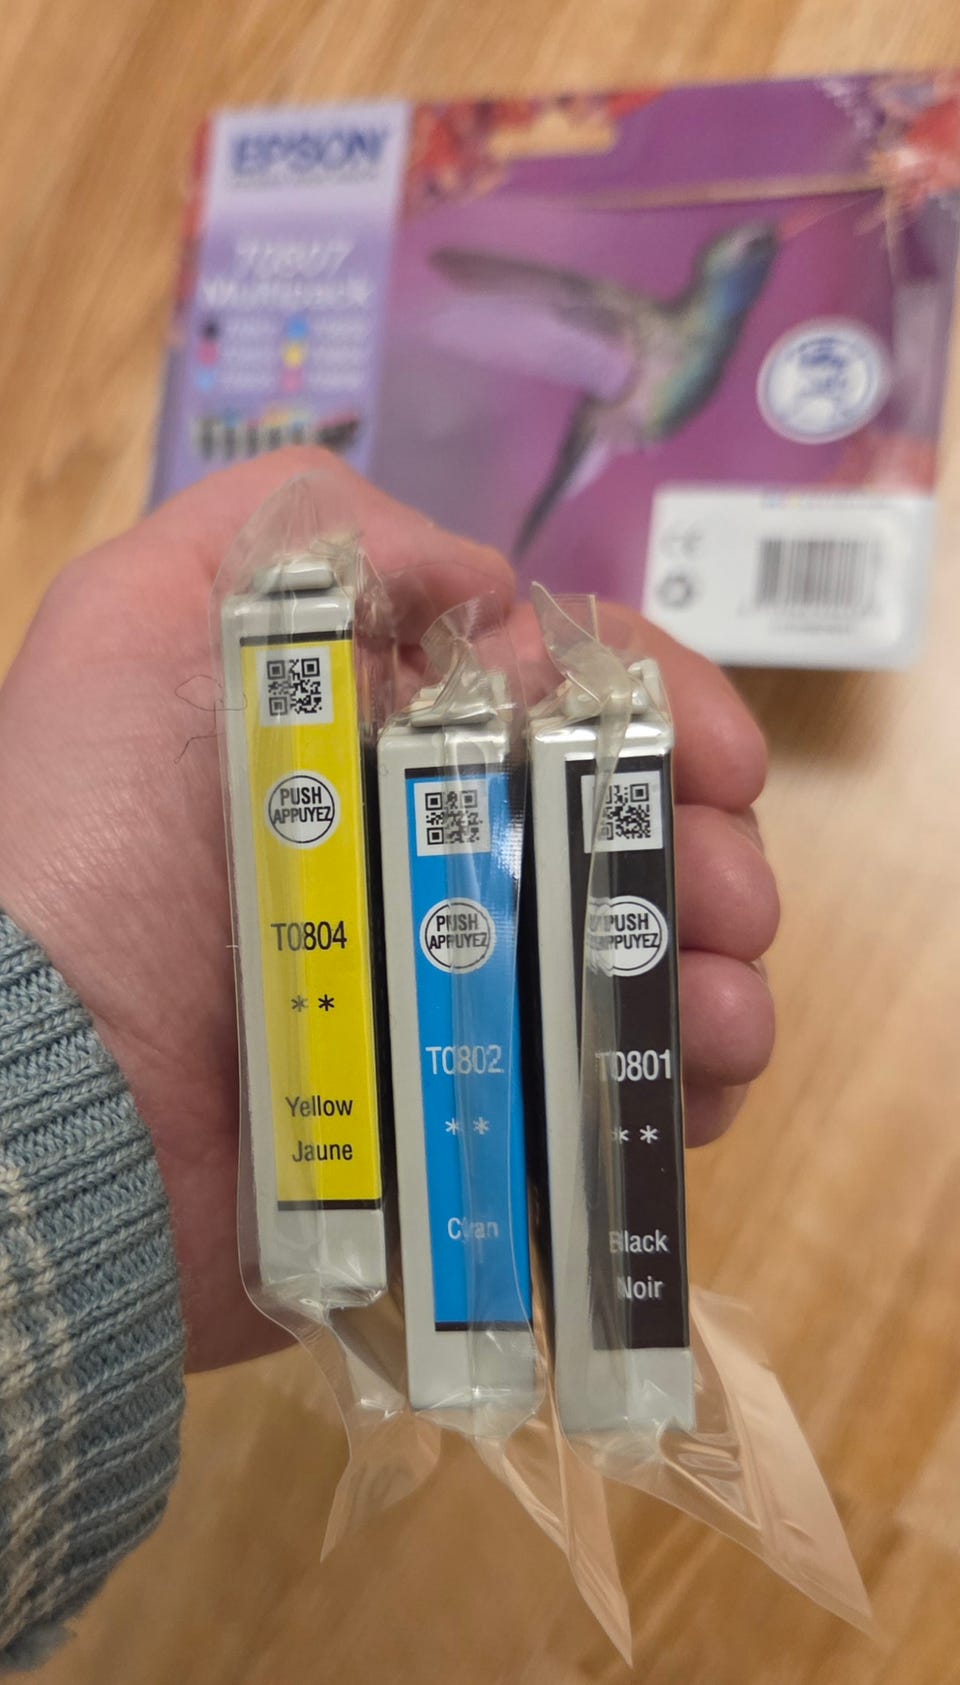 EPSON
T0807
Multipack
PUSH
APPUYEZ
T0804
**
Yellow
Jaune
PUSH
APPUYEZ
T0802
**
Cyan
PUSH
APPUYEZ
T0801
**
Black
Noir